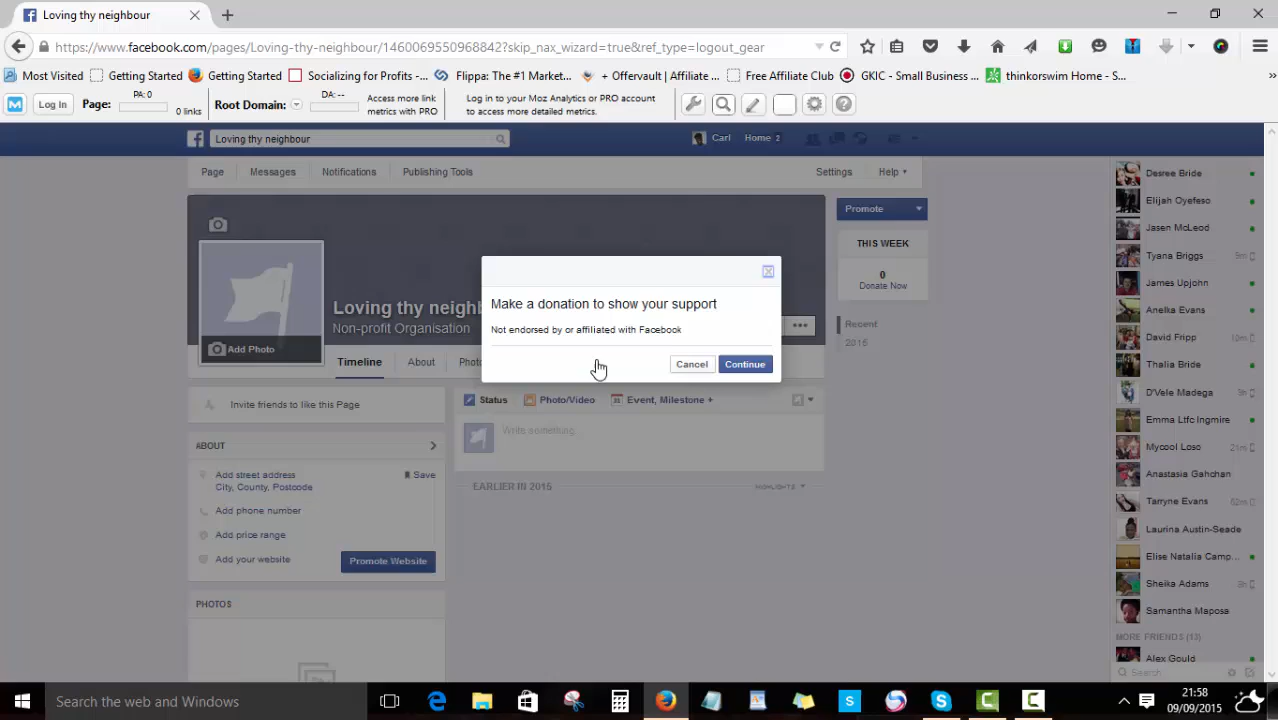 Loving thy neighbour
https://www.facebook.com/pages/Loving-thy-neighbour/1460069550968842?skip_nax_wizard=true&ref_type=logout_gear
Most Visited
Getting Started
Getting Started
Socializing for Profits -...
Flippa: The #1 Market...
Offervault | Affiliate ...
Free Affiliate Club
GKIC - Small Business ...
thinkorswim Home - S...
Log In
Page:
PA: 0
0 links
Root Domain:
DA: --
Access more link
metrics with PRO
Log in to your Moz Analytics or PRO account
to access more detailed metrics.
Loving thy neighbour
Carl
Home 2
Page
Messages
Notifications
Publishing Tools
Settings
Help
Promote
THIS WEEK
0
Donate Now
Recent
2015
Loving thy neighb
Non-profit Organisation
Add Photo
Timeline
About
Phot
Make a donation to show your support
Not endorsed by or affiliated with Facebook
Cancel
Continue
Invite friends to like this Page
Status
Photo/Video
Event, Milestone +
Write something...
EARLIER IN 2015
HIGHLIGHTS
ABOUT
Add street address
City, County, Postcode
Save
Add phone number
Add price range
Add your website
Promote Website
PHOTOS
Desree Bride
Elijah Oyefeso
Jasen McLeod
Tyana Briggs 9m
James Upjohn
Anelka Evans
David Fripp 10m
Thalia Bride
D'Vele Madega
Emma Llfc Ingmire
Mycool Loso 21m
Anastasia Gahchan
Tarryne Evans
Laurina Austin-Seade
Elise Natalia Camp...
Sheika Adams
Samantha Maposa
MORE FRIENDS (13)
Alex Gould
Search
Search the web and Windows
21:58
09/09/2015